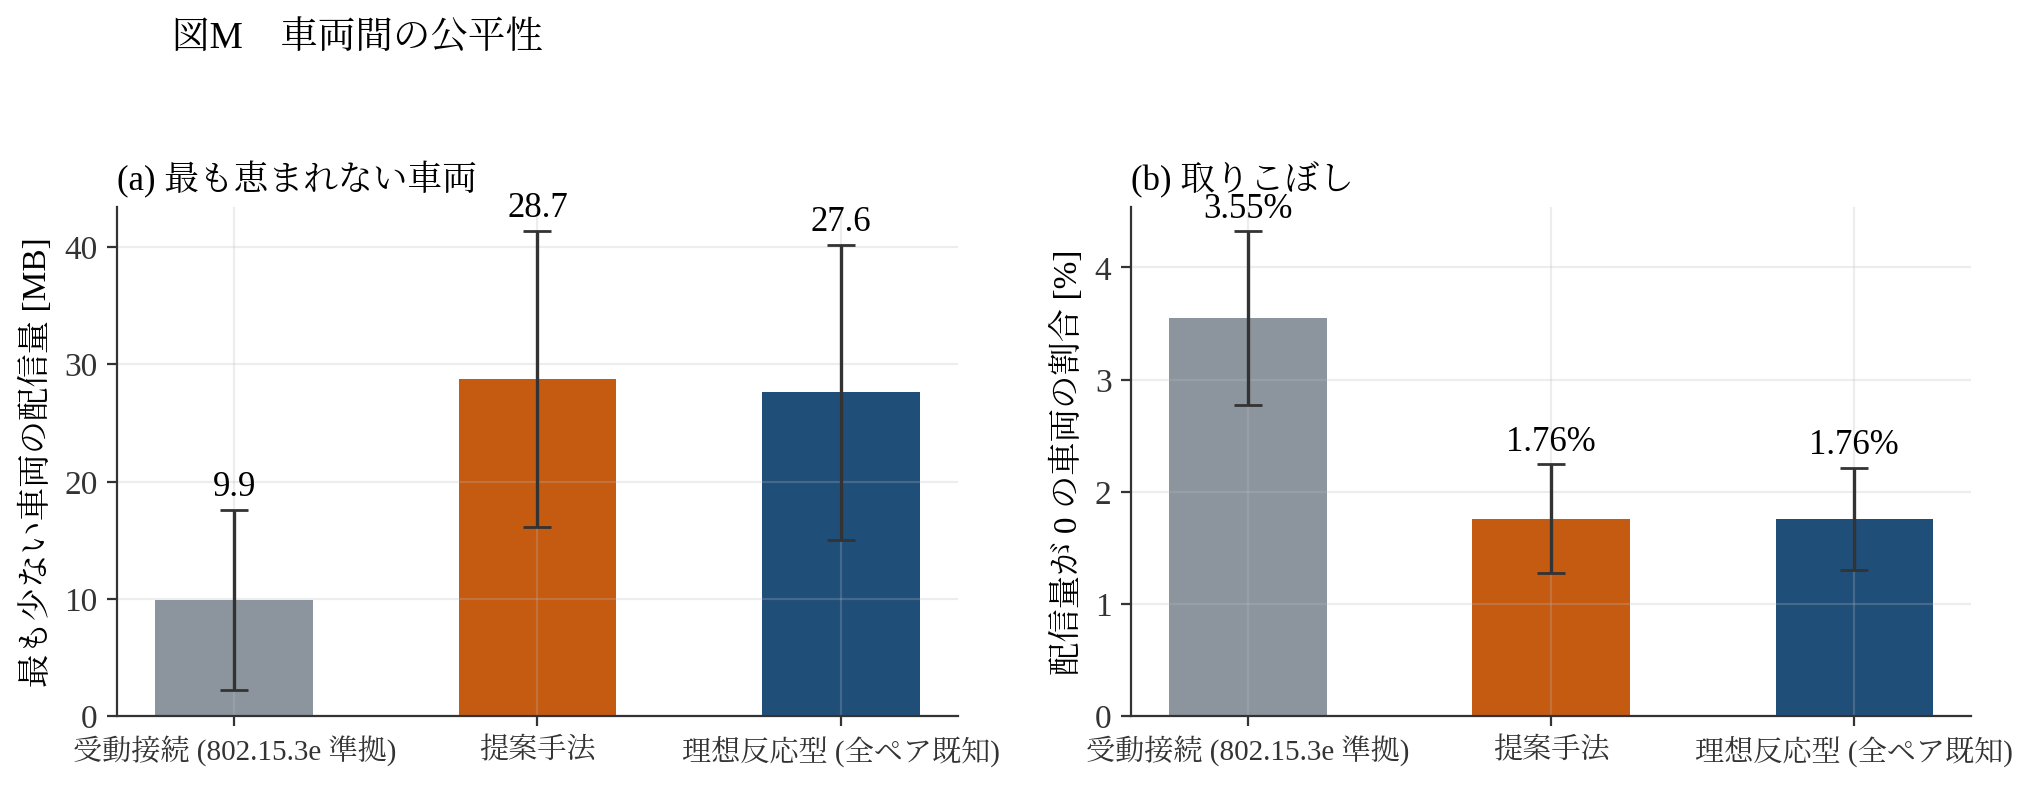 図M　車両間の公平性
(a) 最も恵まれない車両
最も少ない車両の配信量 [MB]
40
30
20
10
0
9.9
28.7
27.6
受動接続 (802.15.3e 準拠)
提案手法
理想反応型 (全ペア既知)
(b) 取りこぼし
配信量が 0 の車両の割合 [%]
4
3
2
1
0
3.55%
1.76%
1.76%
受動接続 (802.15.3e 準拠)
提案手法
理想反応型 (全ペア既知)